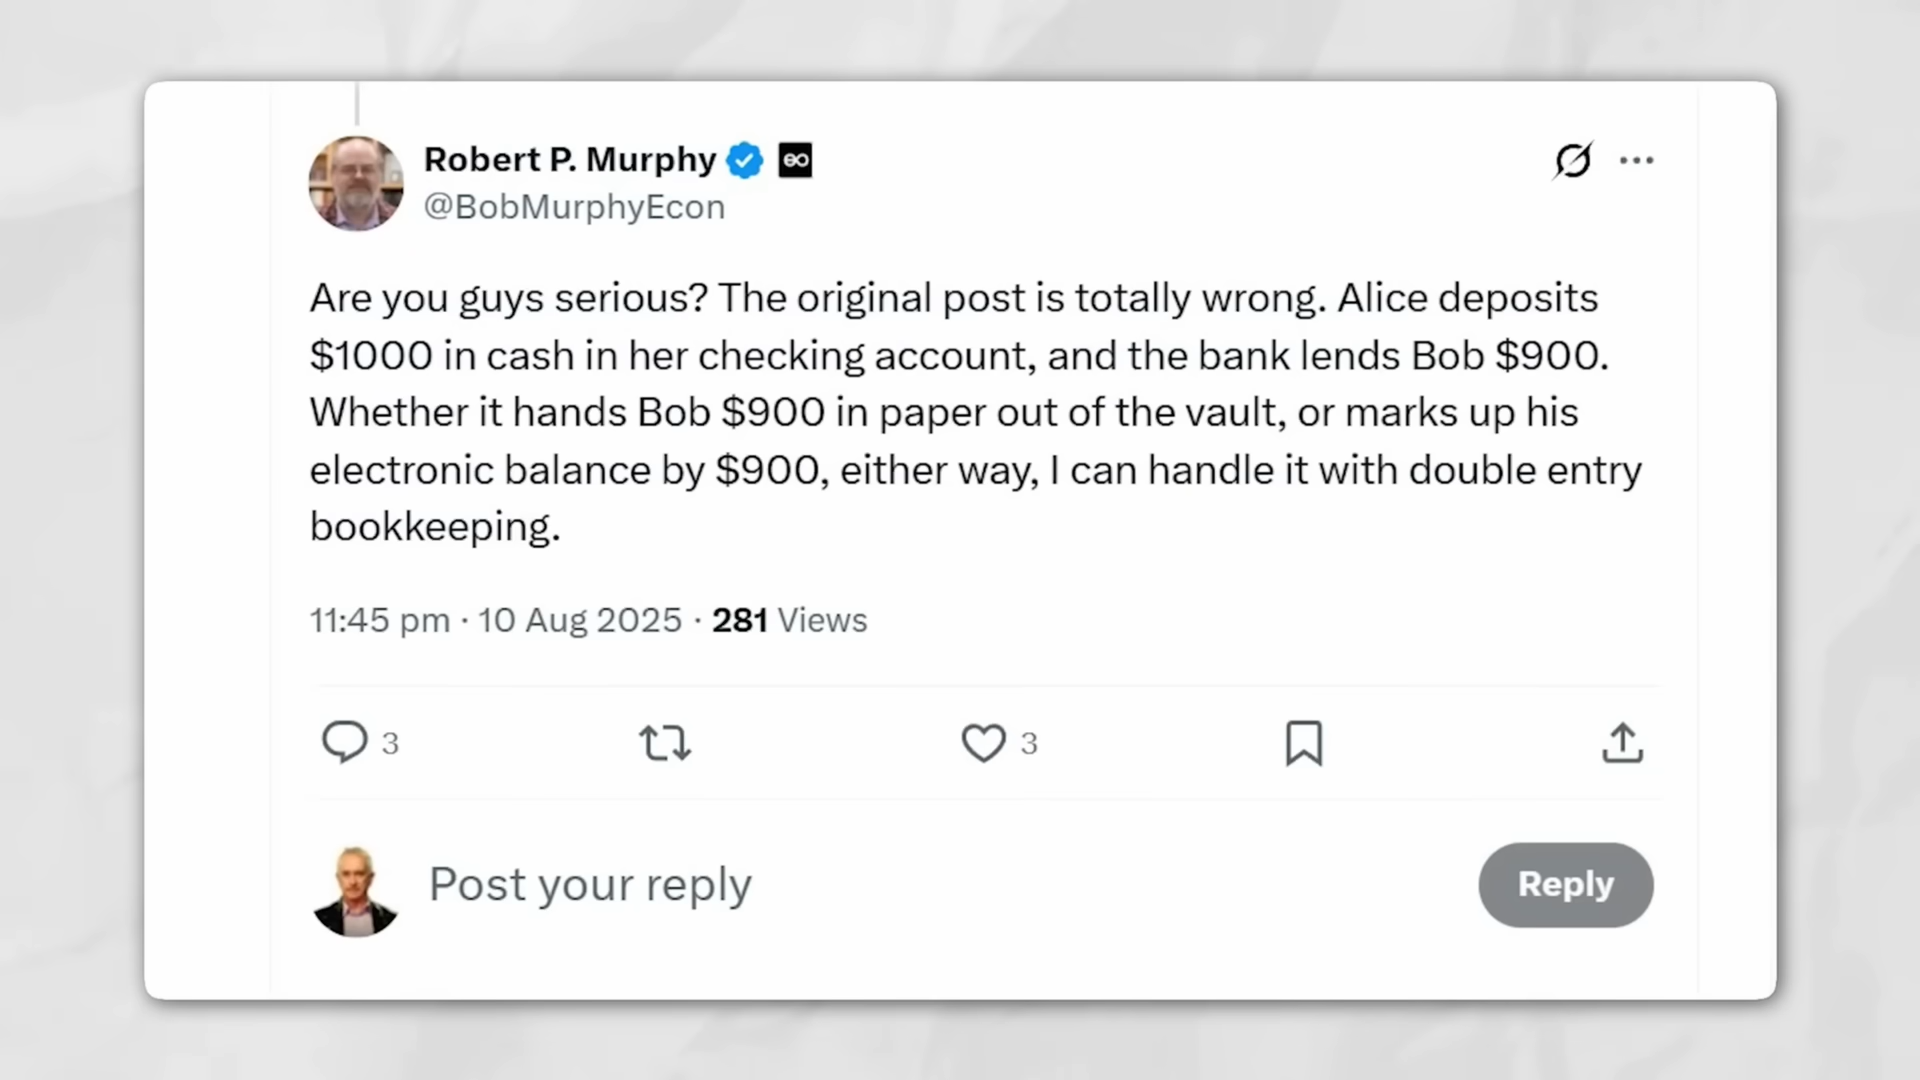 Robert P. Murphy
@BobMurphyEcon
Are you guys serious? The original post is totally wrong. Alice deposits
$1000 in cash in her checking account, and the bank lends Bob $900.
Whether it hands Bob $900 in paper out of the vault, or marks up his
electronic balance by $900, either way, I can handle it with double entry
bookkeeping.
11:45 pm · 10 Aug 2025 · 281 Views
3
3
Post your reply
Reply